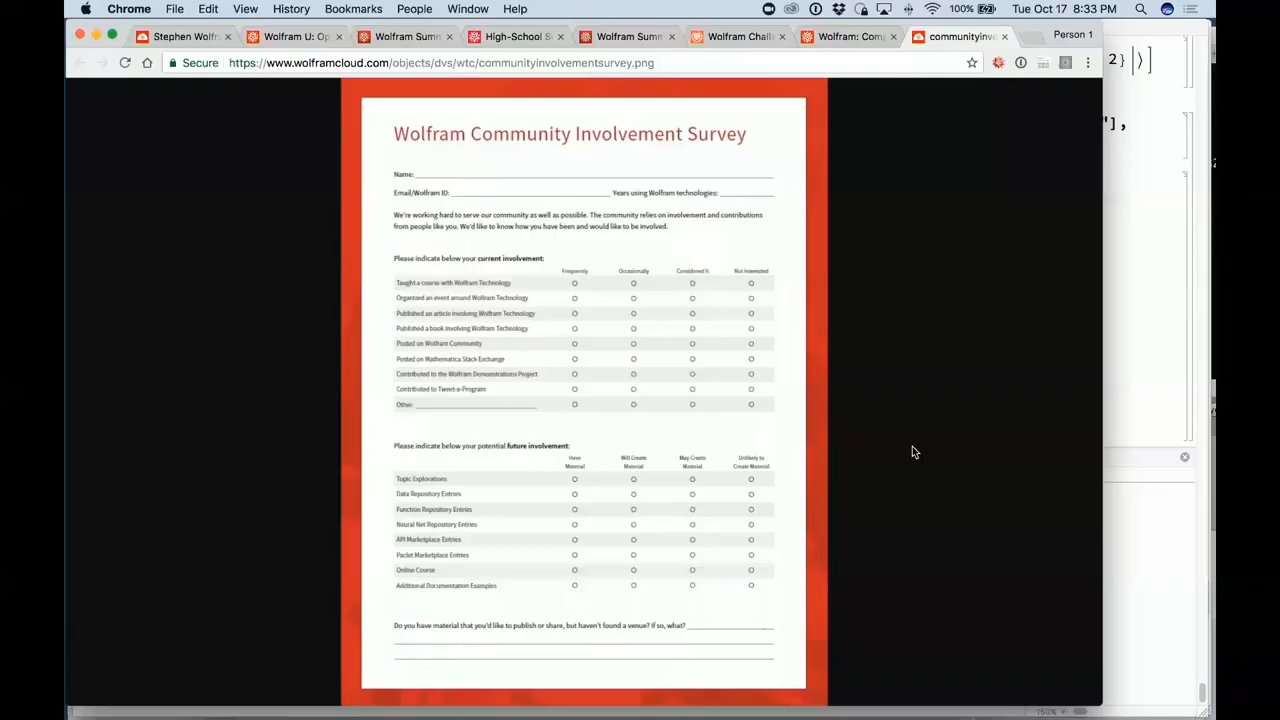 Chrome File Edit View History Bookmarks People Window Help 100% Tue Oct 17 8:33 PM
Stephen Wolfr Wolfram U: Op Wolfram Sum High-School S Wolfram Sum Wolfram Challe Wolfram: Com communityinvo Person 1
Secure https://www.wolframcloud.com/objects/dvs/wtc/communityinvolvementsurvey.png
2} |>]
"],
Wolfram Community Involvement Survey
Name:
Email/Wolfram ID: Years using Wolfram technologies:
We're working hard to serve our community as well as possible. The community relies on involvement and contributions
from people like you. We'd like to know how you have been and would like to be involved.
Please indicate below your current involvement:
Frequently Occasionally Considered It Not Interested
Taught a course with Wolfram Technology
Organized an event around Wolfram Technology
Published an article involving Wolfram Technology
Published a book involving Wolfram Technology
Posted on Wolfram Community
Posted on Mathematica Stack Exchange
Contributed to the Wolfram Demonstrations Project
Contributed to Tweet-a-Program
Other:
Please indicate below your potential future involvement:
Have Will Create May Create Unlikely to
Material Material Material Create Material
Topic Explorations
Data Repository Entries
Function Repository Entries
Neural Net Repository Entries
API Marketplace Entries
Paclet Marketplace Entries
Online Course
Additional Documentation Examples
Do you have material that you'd like to publish or share, but haven't found a venue? If so, what?
150%